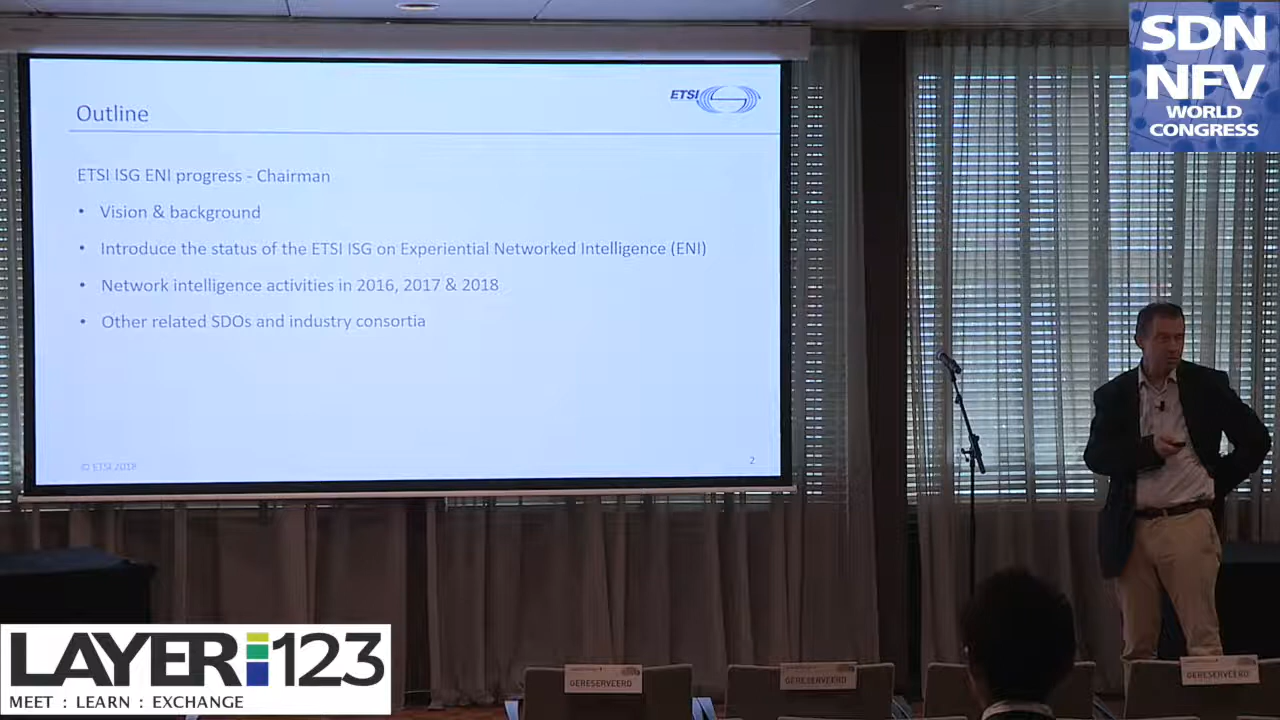 SDN
NFV
WORLD
CONGRESS
ETSI
Outline
ETSI ISG ENI progress - Chairman
• Vision & background
• Introduce the status of the ETSI ISG on Experiential Networked Intelligence (ENI)
• Network intelligence activities in 2016, 2017 & 2018
• Other related SDOs and industry consortia
© ETSI 2018
2
LAYER 123
MEET : LEARN : EXCHANGE
GERESERVEERD
GERESERVEERD
GERESERVEERD